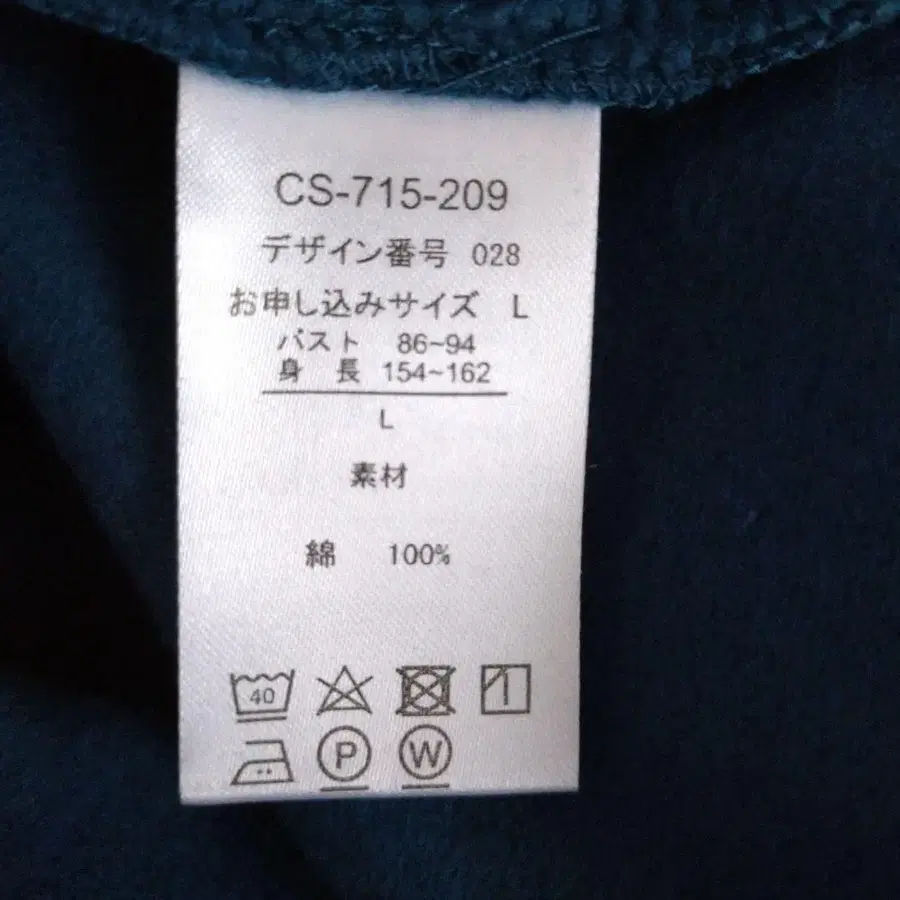 CS-715-209
デザイン番号 028
お申し込みサイズ L
バスト 86~94
身 長 154~162
L
素材
綿 100%
40
P W